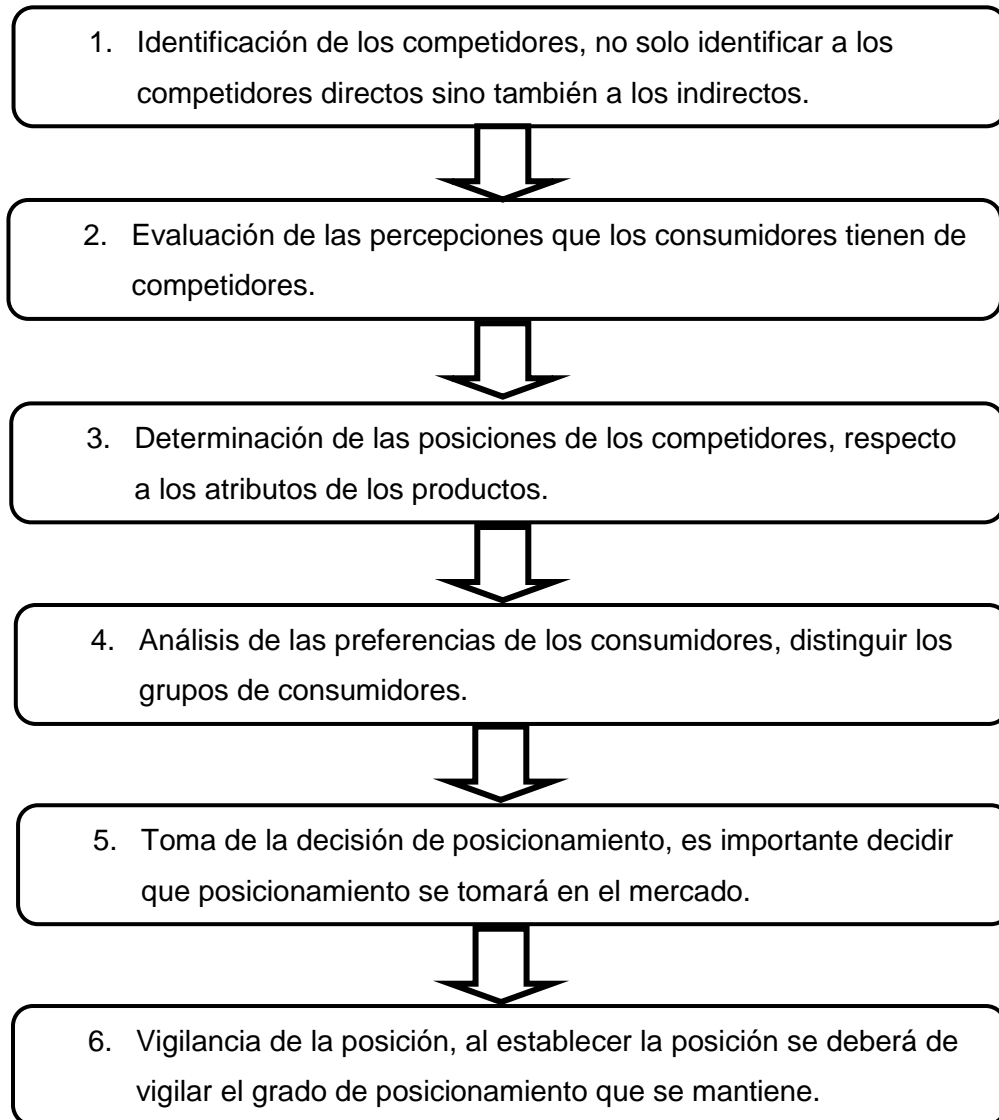 1. Identificación de los competidores, no solo identificar a los
competidores directos sino también a los indirectos.
2. Evaluación de las percepciones que los consumidores tienen de
competidores.
3. Determinación de las posiciones de los competidores, respecto
a los atributos de los productos.
4. Análisis de las preferencias de los consumidores, distinguir los
grupos de consumidores.
5. Toma de la decisión de posicionamiento, es importante decidir
que posicionamiento se tomará en el mercado.
6. Vigilancia de la posición, al establecer la posición se deberá de
vigilar el grado de posicionamiento que se mantiene.